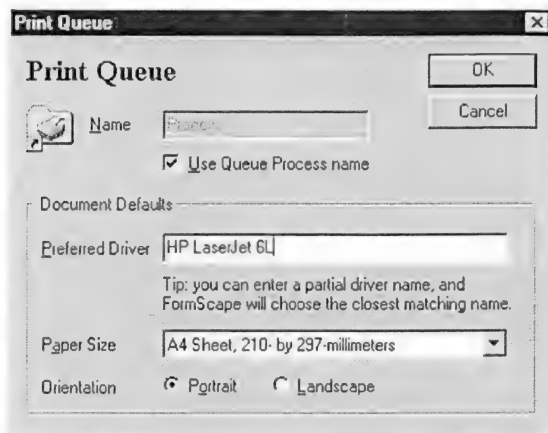 Print Queue
Print Queue
OK
Cancel
Name
Process
Use Queue Process name
Document Defaults
Preferred Driver HP LaserJet 6L
Tip: you can enter a partial driver name, and
FormScape will choose the closest matching name.
Paper Size A4 Sheet, 210- by 297-millimeters
Orientation Portrait Landscape